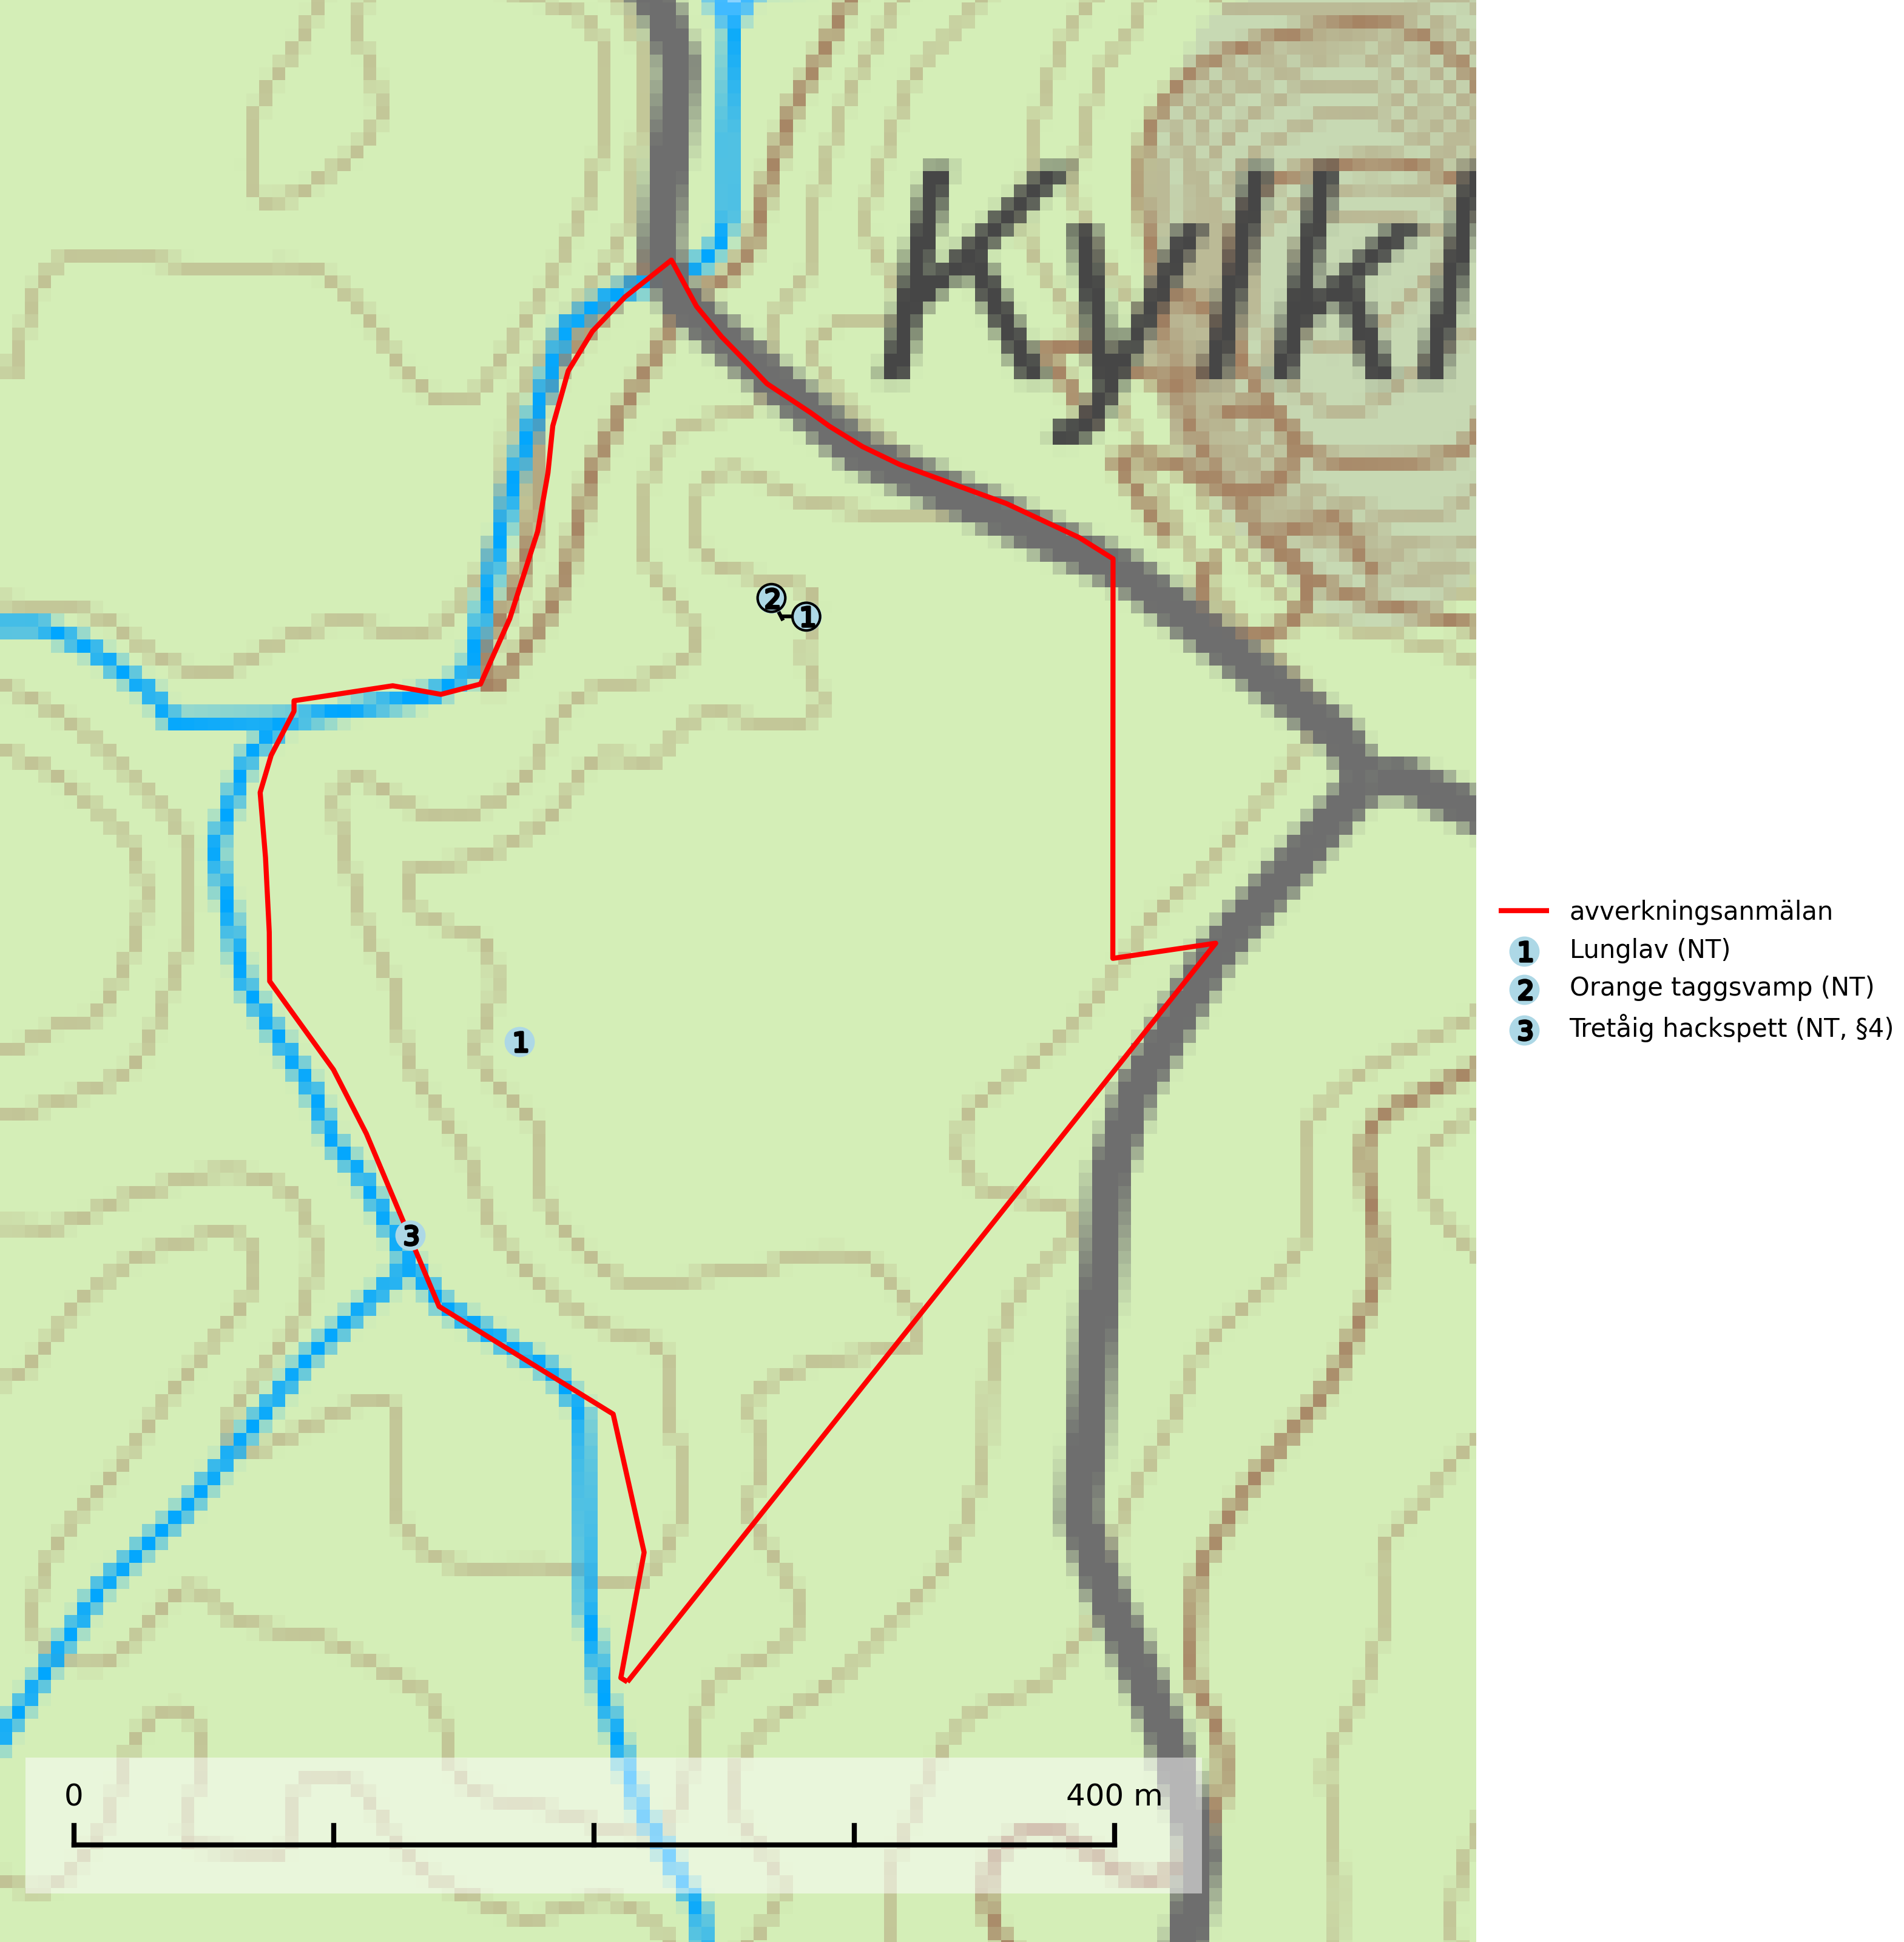 Kvikl
2
1
1
3
avverkningsanmälan
1 Lunglav (NT)
2 Orange taggsvamp (NT)
3 Tretåig hackspett (NT, §4)
0 400 m